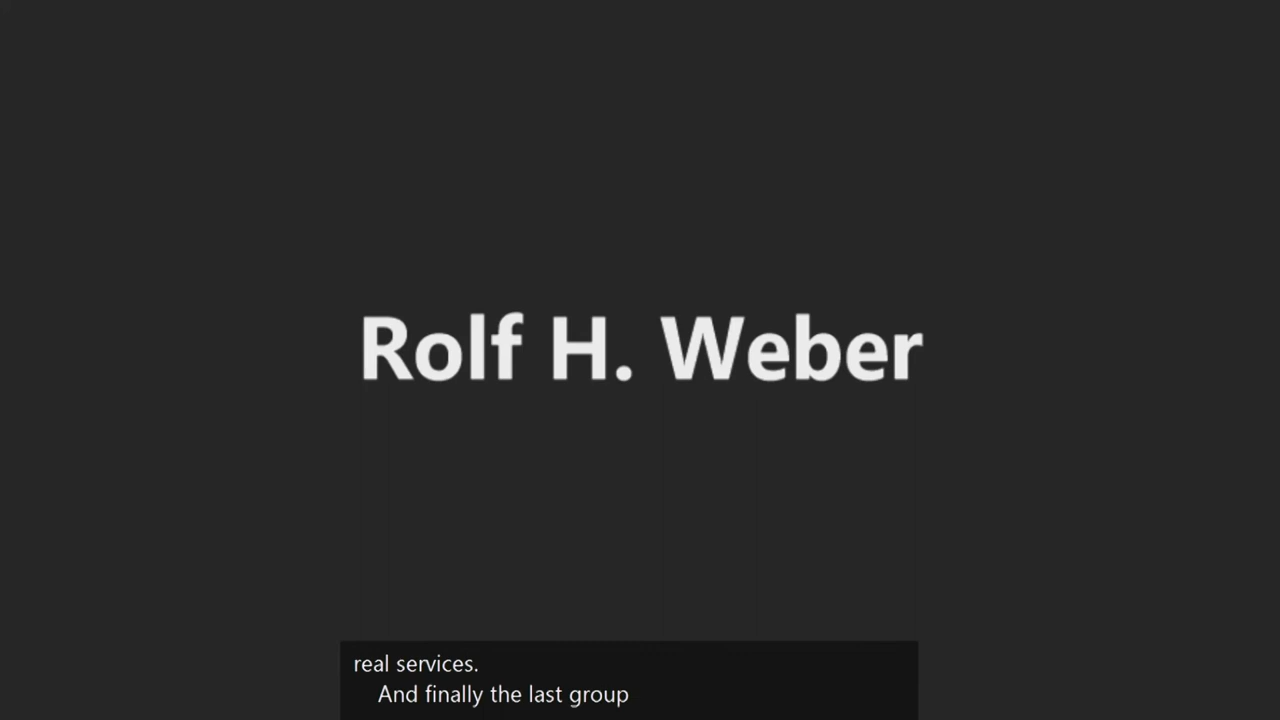 Rolf H. Weber
real services.
And finally the last group